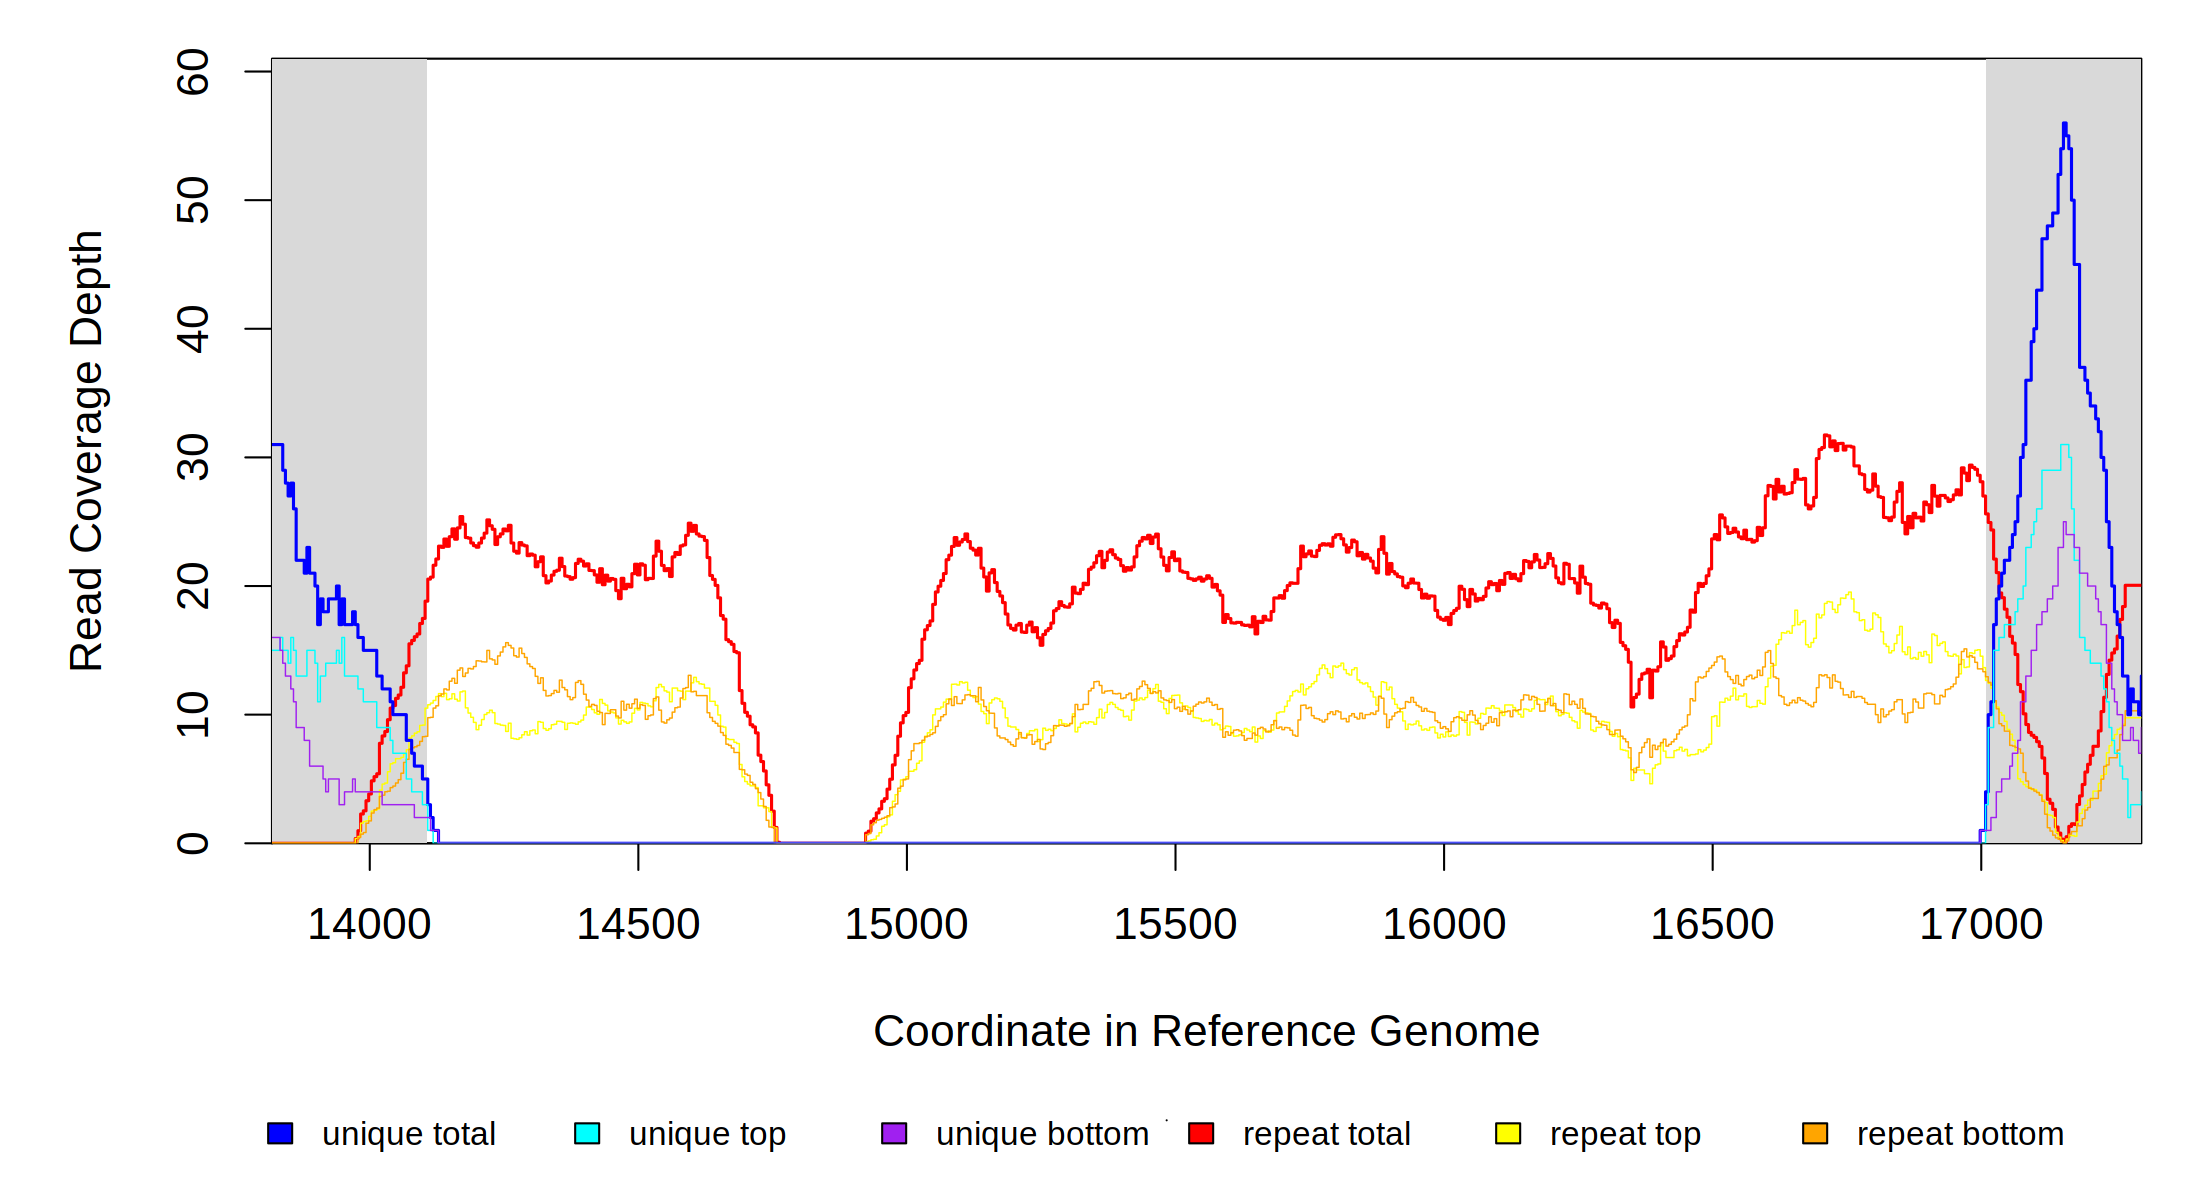 60
50
40
30
20
10
0
Read Coverage Depth
14000 14500 15000 15500 16000 16500 17000
Coordinate in Reference Genome
unique total unique top unique bottom repeat total repeat top repeat bottom